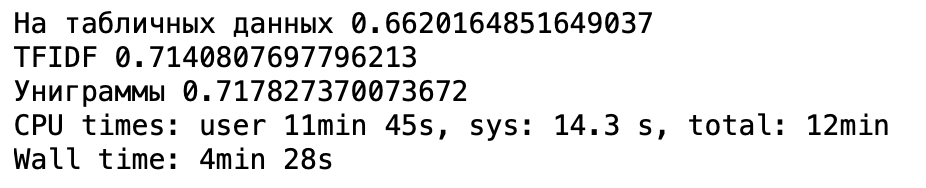 На табличных данных 0.6620164851649037
TFIDF 0.7140807697796213
Униграммы 0.717827370073672
CPU times: user 11min 45s, sys: 14.3 s, total: 12min
Wall time: 4min 28s